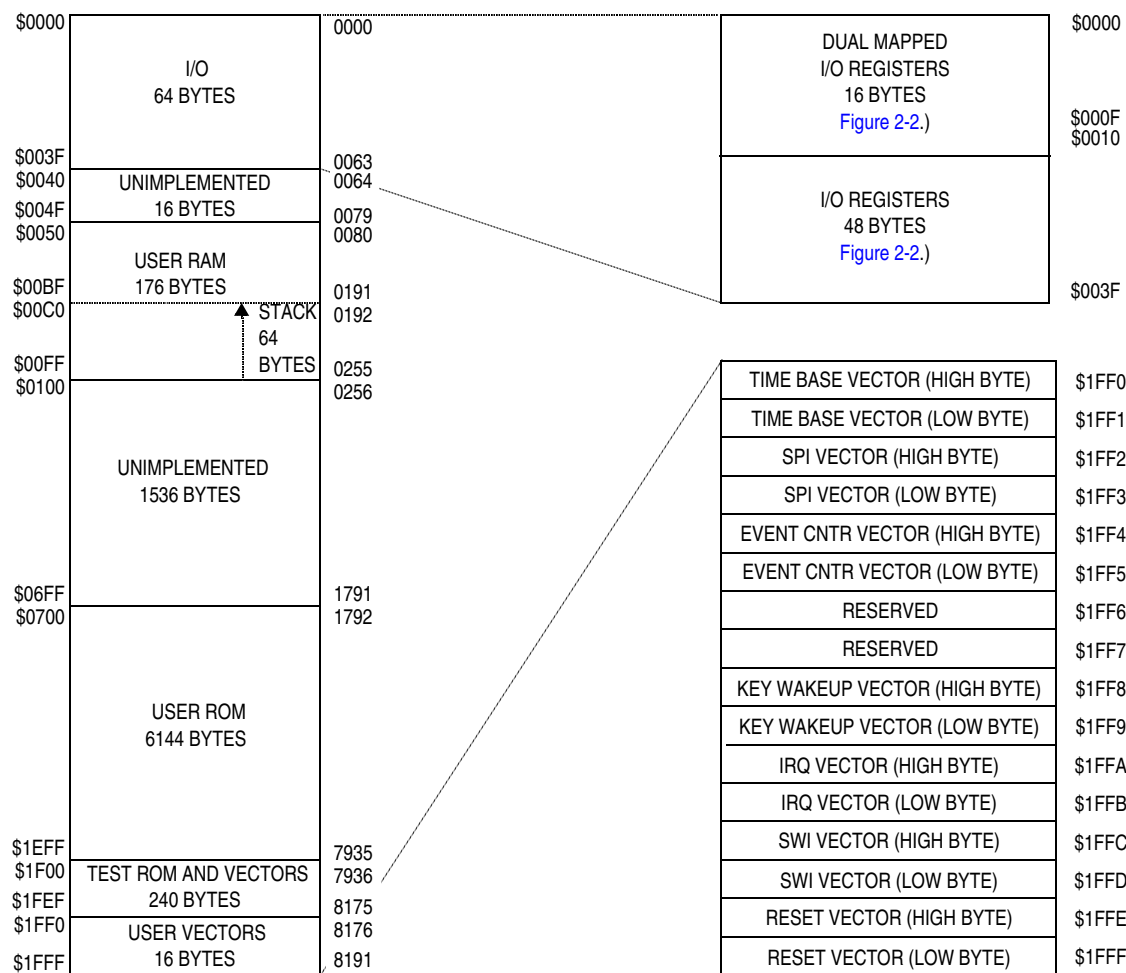 $0000
0000
I/O
64 BYTES
$003F
0063
$0040
0064
UNIMPLEMENTED
16 BYTES
$004F
0079
$0050
0080
USER RAM
176 BYTES
$00BF
0191
$00C0
0192
STACK
64
BYTES
$00FF
0255
$0100
0256
UNIMPLEMENTED
1536 BYTES
$06FF
1791
$0700
1792
USER ROM
6144 BYTES
$1EFF
7935
$1F00
7936
TEST ROM AND VECTORS
240 BYTES
$1FEF
8175
$1FF0
8176
USER VECTORS
16 BYTES
$1FFF
8191
$0000
DUAL MAPPED
I/O REGISTERS
16 BYTES
Figure 2-2.)
$000F
$0010
I/O REGISTERS
48 BYTES
Figure 2-2.)
$003F
TIME BASE VECTOR (HIGH BYTE) $1FF0
TIME BASE VECTOR (LOW BYTE) $1FF1
SPI VECTOR (HIGH BYTE) $1FF2
SPI VECTOR (LOW BYTE) $1FF3
EVENT CNTR VECTOR (HIGH BYTE) $1FF4
EVENT CNTR VECTOR (LOW BYTE) $1FF5
RESERVED $1FF6
RESERVED $1FF7
KEY WAKEUP VECTOR (HIGH BYTE) $1FF8
KEY WAKEUP VECTOR (LOW BYTE) $1FF9
IRQ VECTOR (HIGH BYTE) $1FFA
IRQ VECTOR (LOW BYTE) $1FFB
SWI VECTOR (HIGH BYTE) $1FFC
SWI VECTOR (LOW BYTE) $1FFD
RESET VECTOR (HIGH BYTE) $1FFE
RESET VECTOR (LOW BYTE) $1FFF